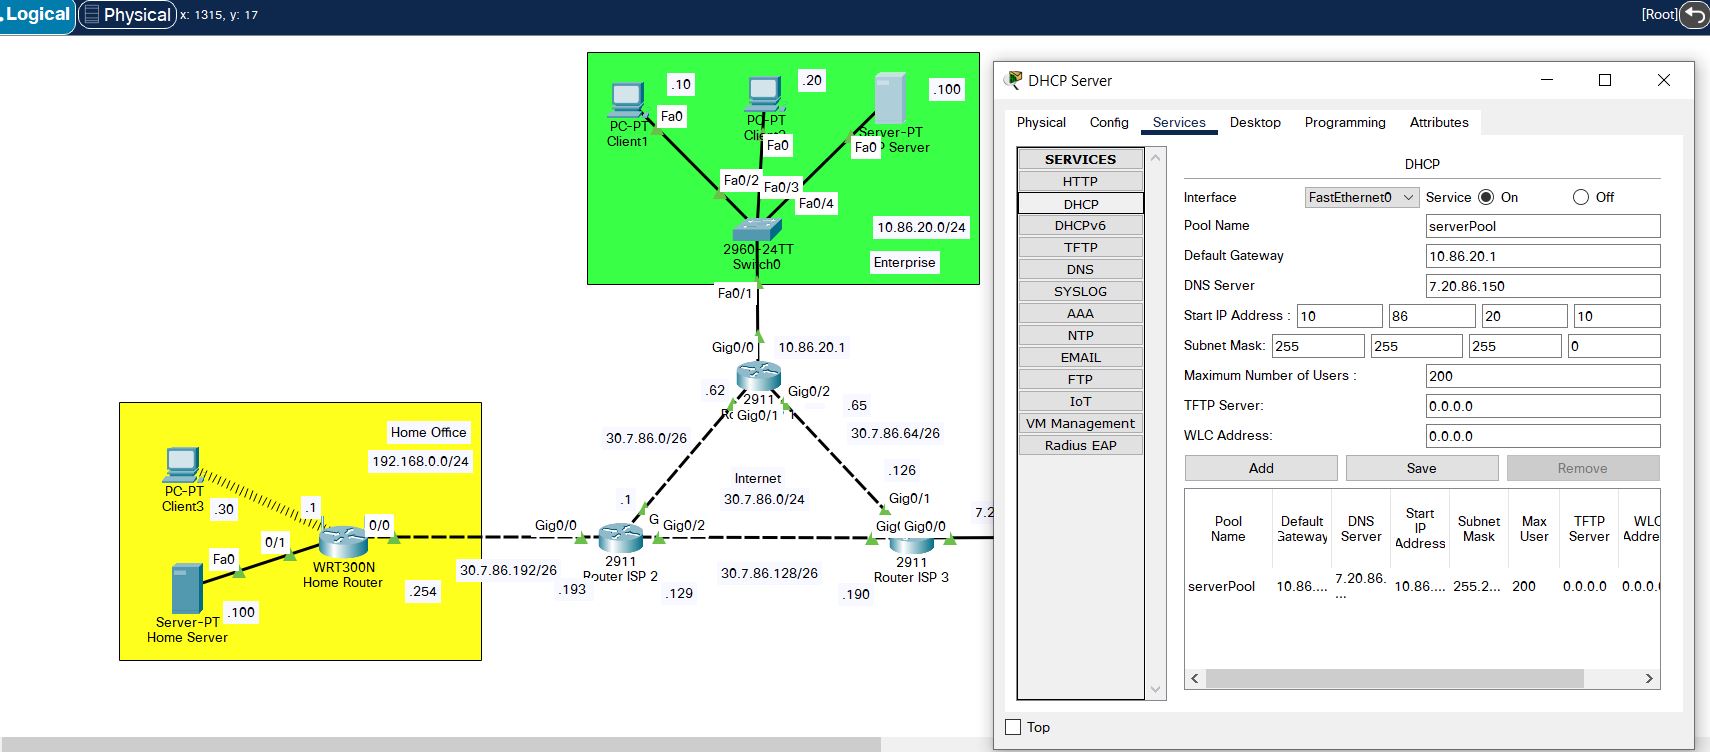 Logical
Physical
x: 1315, y: 17
[Root]
.10
.20
.100
Fa0
PC-PT
Client1
PC-PT
Fa0
Server-PT
Fa0
P Server
Fa0/2
Fa0/3
Fa0/4
10.86.20.0/24
2960-24TT
Switch0
Enterprise
Fa0/1
Gig0/0
10.86.20.1
.62
Gig0/2
2911
Gig0/1
.65
30.7.86.0/26
30.7.86.64/26
Internet
30.7.86.0/24
.126
.1
Gig0/1
Gig0/0
G
Gig0/2
Gig(
Gig0/0
7.2
2911
Router ISP 2
2911
Router ISP 3
30.7.86.192/26
30.7.86.128/26
.193
.129
.190
Home Office
192.168.0.0/24
PC-PT
Client3
.30
.1
0/0
0/1
Fa0
WRT300N
Home Router
.254
.100
Server-PT
Home Server
DHCP Server
Physical
Config
Services
Desktop
Programming
Attributes
SERVICES
HTTP
DHCP
DHCPv6
TFTP
DNS
SYSLOG
AAA
NTP
EMAIL
FTP
IoT
VM Management
Radius EAP
DHCP
Interface FastEthernet0 Service On Off
Pool Name serverPool
Default Gateway 10.86.20.1
DNS Server 7.20.86.150
Start IP Address : 10 86 20 10
Subnet Mask: 255 255 255 0
Maximum Number of Users : 200
TFTP Server: 0.0.0.0
WLC Address: 0.0.0.0
Add Save Remove
Pool
Name
Default
Gateway
DNS
Server
Start
IP
Address
Subnet
Mask
Max
User
TFTP
Server
WLC
Addre
serverPool 10.86.... 7.20.86.... 10.86.... 255.2... 200 0.0.0.0 0.0.0.
Top